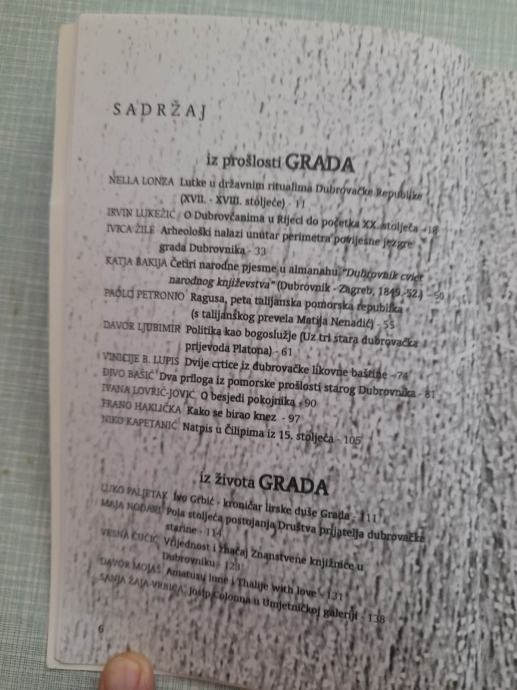 SADRŽAJ
iz prošlosti GRADA
NELLA LONZA Lutke u državnim ritualima Dubrovačke Republike
(XVII. - XVIII. stoljeće) - 11
IRVIN LUKEŽIĆ O Dubrovčanima u Rijeci do početka XX. stoljeća - 18
IVICA ŽILE Arheološki nalazi unutar perimetra povijesne jezgre
grada Dubrovnika - 33
KATJA BAKIJA Četiri narodne pjesme u almanahu "Dubrovnik cviet
narodnog književstva" (Dubrovnik - Zagreb, 1849.-52.) - 50
PAOLO PETRONIO Ragusa, peta talijanska pomorska republika
(s talijanskog prevela Matija Nenadić) - 55
DAVOR LJUBIMIR Politika kao bogoslužje (Uz tri stara dubrovačka
prijevoda Platona) - 61
VINICIJE B. LUPIS Dvije crtice iz dubrovačke likovne baštine - 74
ĐIVO BAŠIĆ Dva priloga iz pomorske prošlosti starog Dubrovnika - 81
IVANA LOVRIĆ-JOVIĆ O besjedi pokojnika - 90
FRANO HAKLIČKA Kako se birao knez - 97
NIKO KAPETANIĆ Natpis u Čilipima iz 15. stoljeća - 105
iz života GRADA
LUKO PALJETAK Ivo Grbić - kroničar lirske duše Grada - 111
MAJA NODARI Pola stoljeća postojanja Društva prijatelja dubrovačke
starine - 114
VESNA ČUČIĆ Vrijednost i značaj Znanstvene knjižnice u
Dubrovniku - 123
DAVOR MOJAŠ Amatusu Inne i Thalije with love - 131
SANJA ŽAJA-VRBICA Josip Colonna u Umjetničkoj galeriji - 138
6